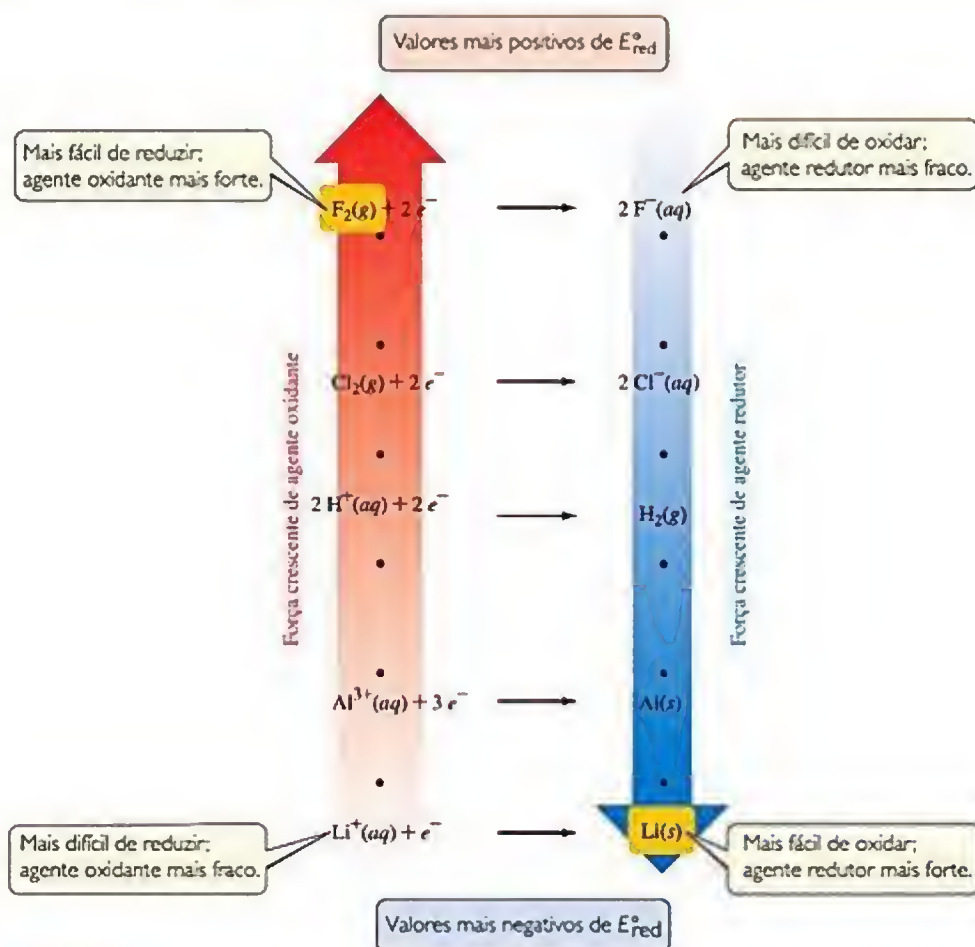 Valores mais positivos de E°red
Mais fácil de reduzir;
agente oxidante mais forte.
Mais difícil de oxidar;
agente redutor mais fraco.
F₂(g) + 2 e⁻ → 2 F⁻(aq)
Cl₂(g) + 2 e⁻ → 2 Cl⁻(aq)
Força crescente de agente oxidante
Força crescente de agente redutor
2 H⁺(aq) + 2 e⁻ → H₂(g)
Al³⁺(aq) + 3 e⁻ → Al(s)
Li⁺(aq) + e⁻ → Li(s)
Mais difícil de reduzir;
agente oxidante mais fraco.
Mais fácil de oxidar;
agente redutor mais forte.
Valores mais negativos de E°red